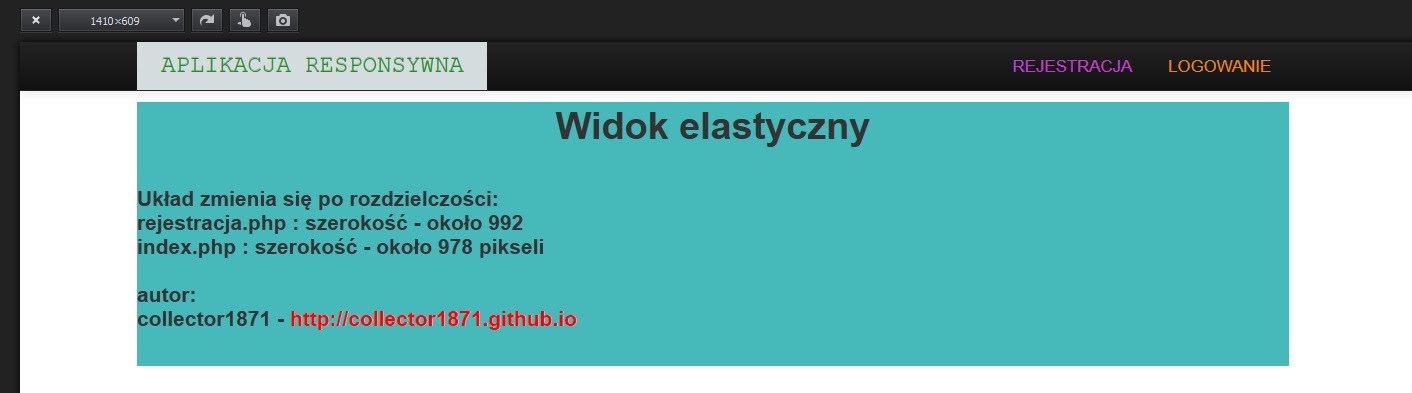 1410×609
APLIKACJA RESPONSYWNA
REJESTRACJA LOGOWANIE
Widok elastyczny
Układ zmienia się po rozdzielczości:
rejestracja.php : szerokość - około 992
index.php : szerokość - około 978 pikseli
autor:
collector1871 - http://collector1871.github.io